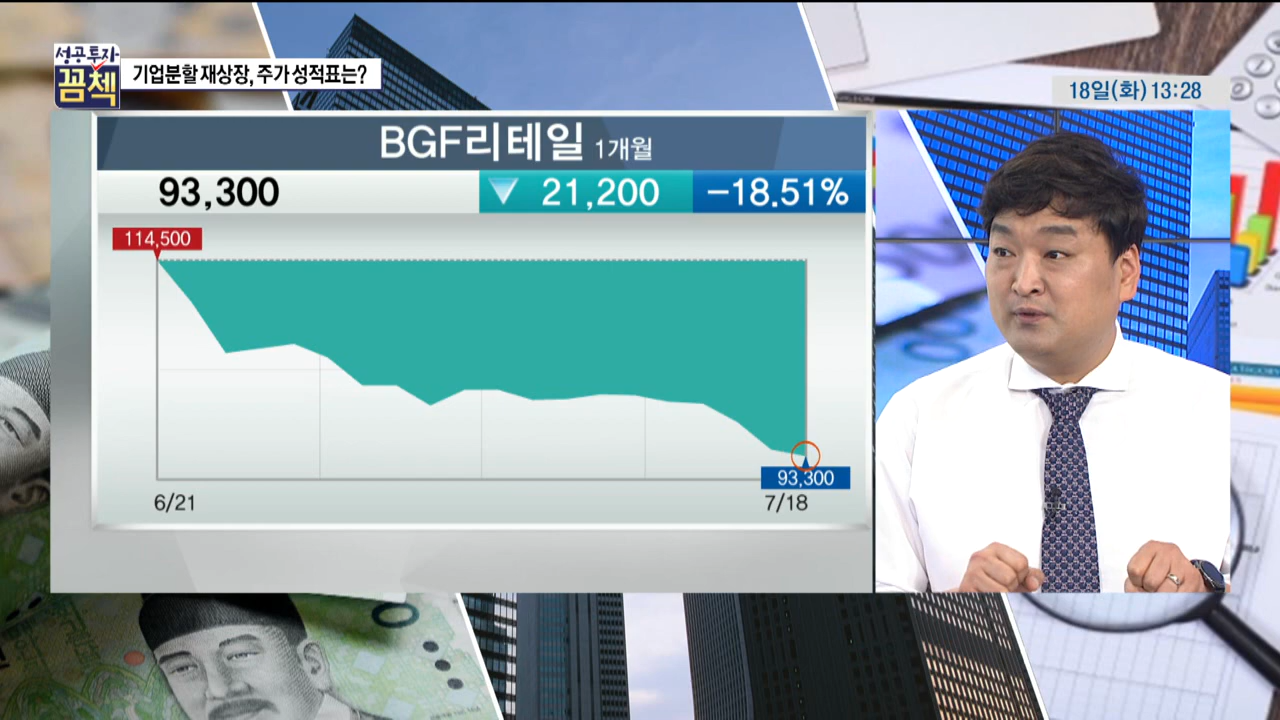 성공투자
꼼첵
기업분할 재상장, 주가 성적표는?
18일(화) 13:28
BGF리테일 1개월
93,300 ▼ 21,200 -18.51%
114,500
93,300
6/21 7/18